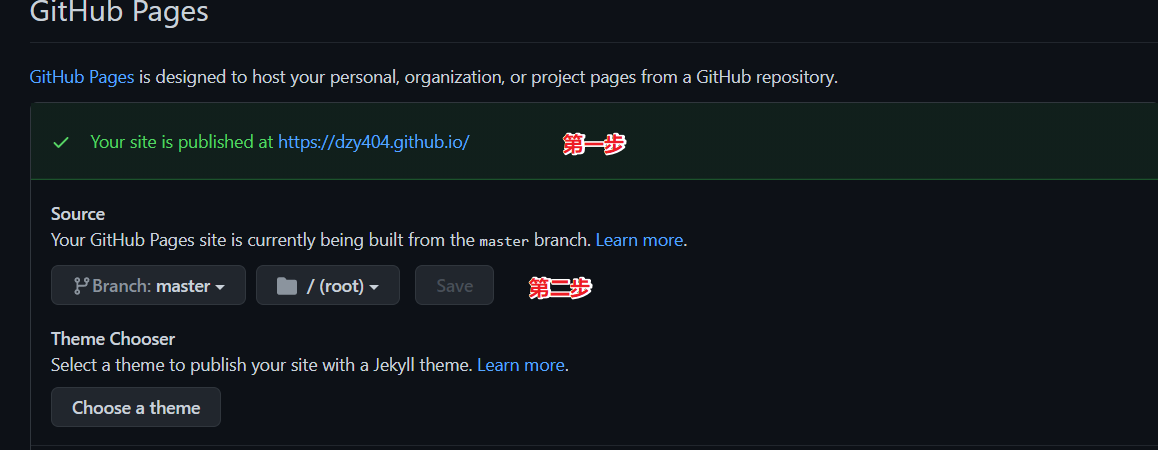 GitHub Pages
GitHub Pages is designed to host your personal, organization, or project pages from a GitHub repository.
Your site is published at https://dzy404.github.io/ 第一步
Source
Your GitHub Pages site is currently being built from the master branch. Learn more.
Branch: master / (root) Save 第二步
Theme Chooser
Select a theme to publish your site with a Jekyll theme. Learn more.
Choose a theme